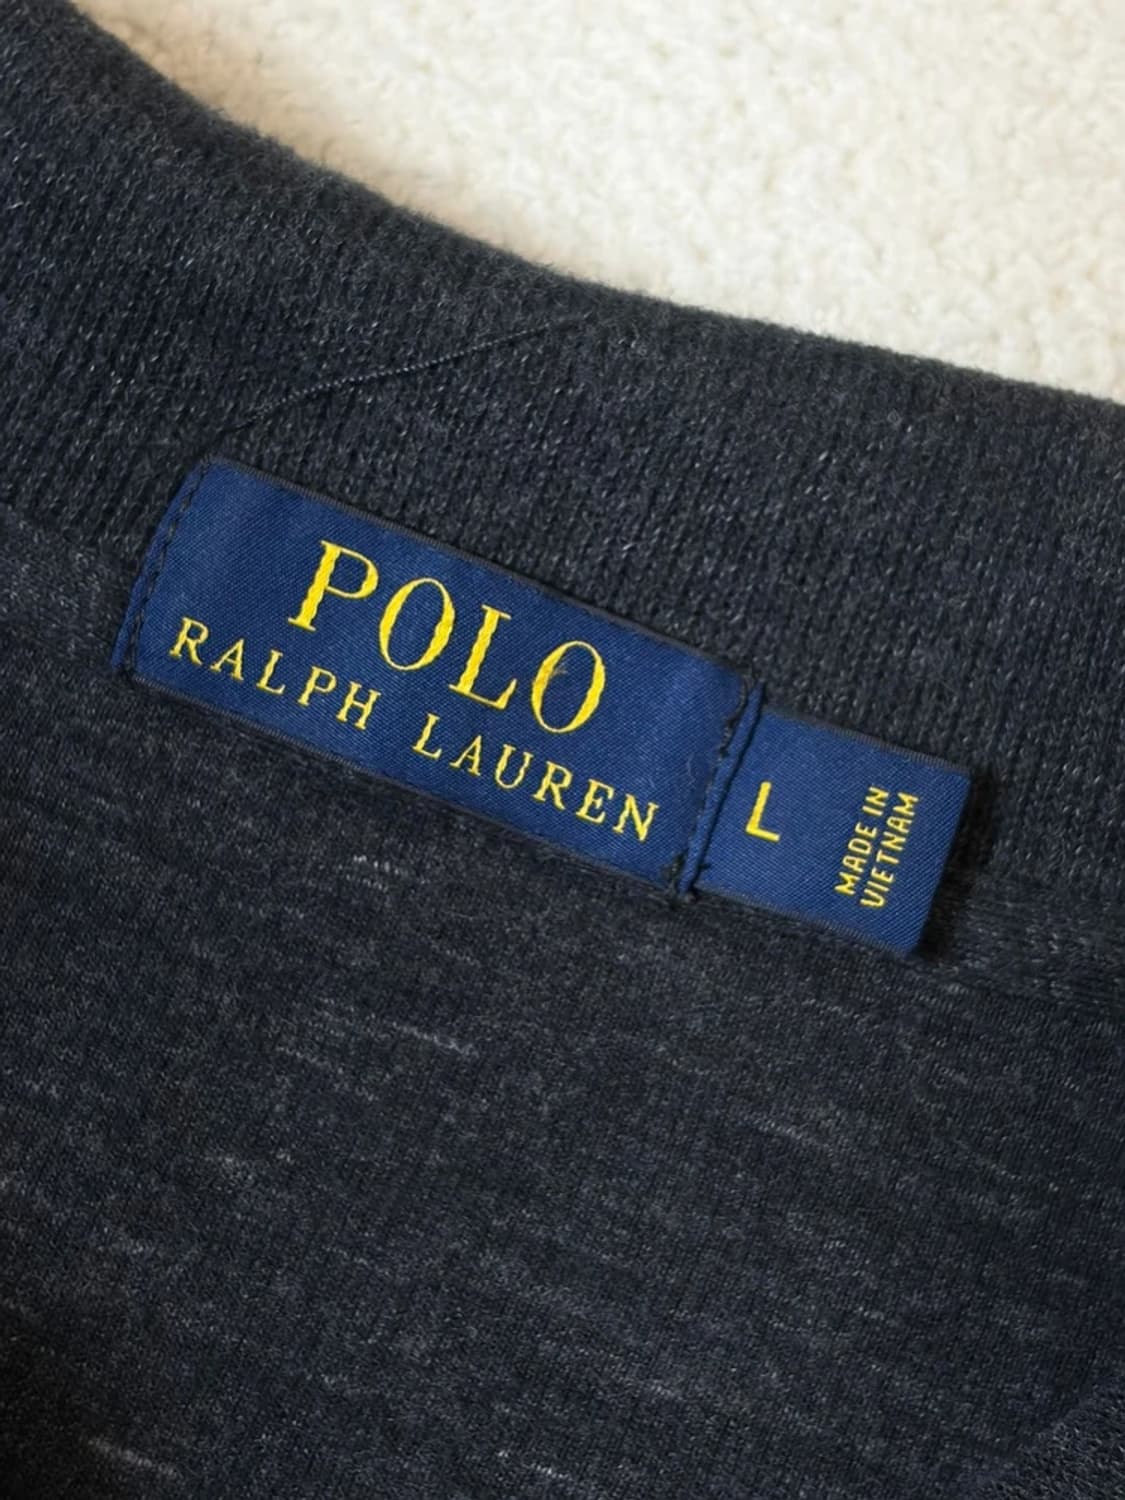 POLO
RALPH LAUREN
L
MADE IN
VIETNAM